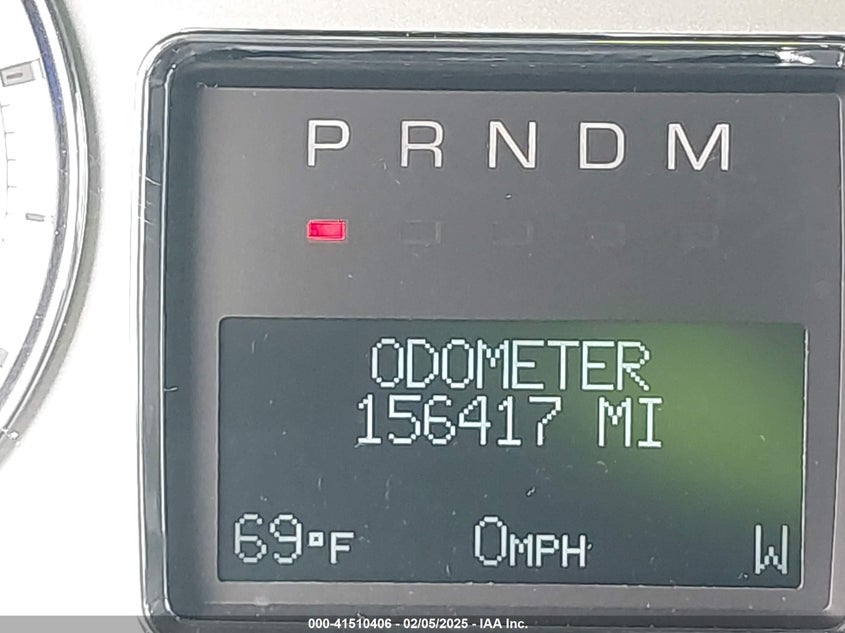 P R N D M
ODOMETER
156417 MI
69°F 0MPH W
000-41510406 - 02/05/2025 - IAA Inc.